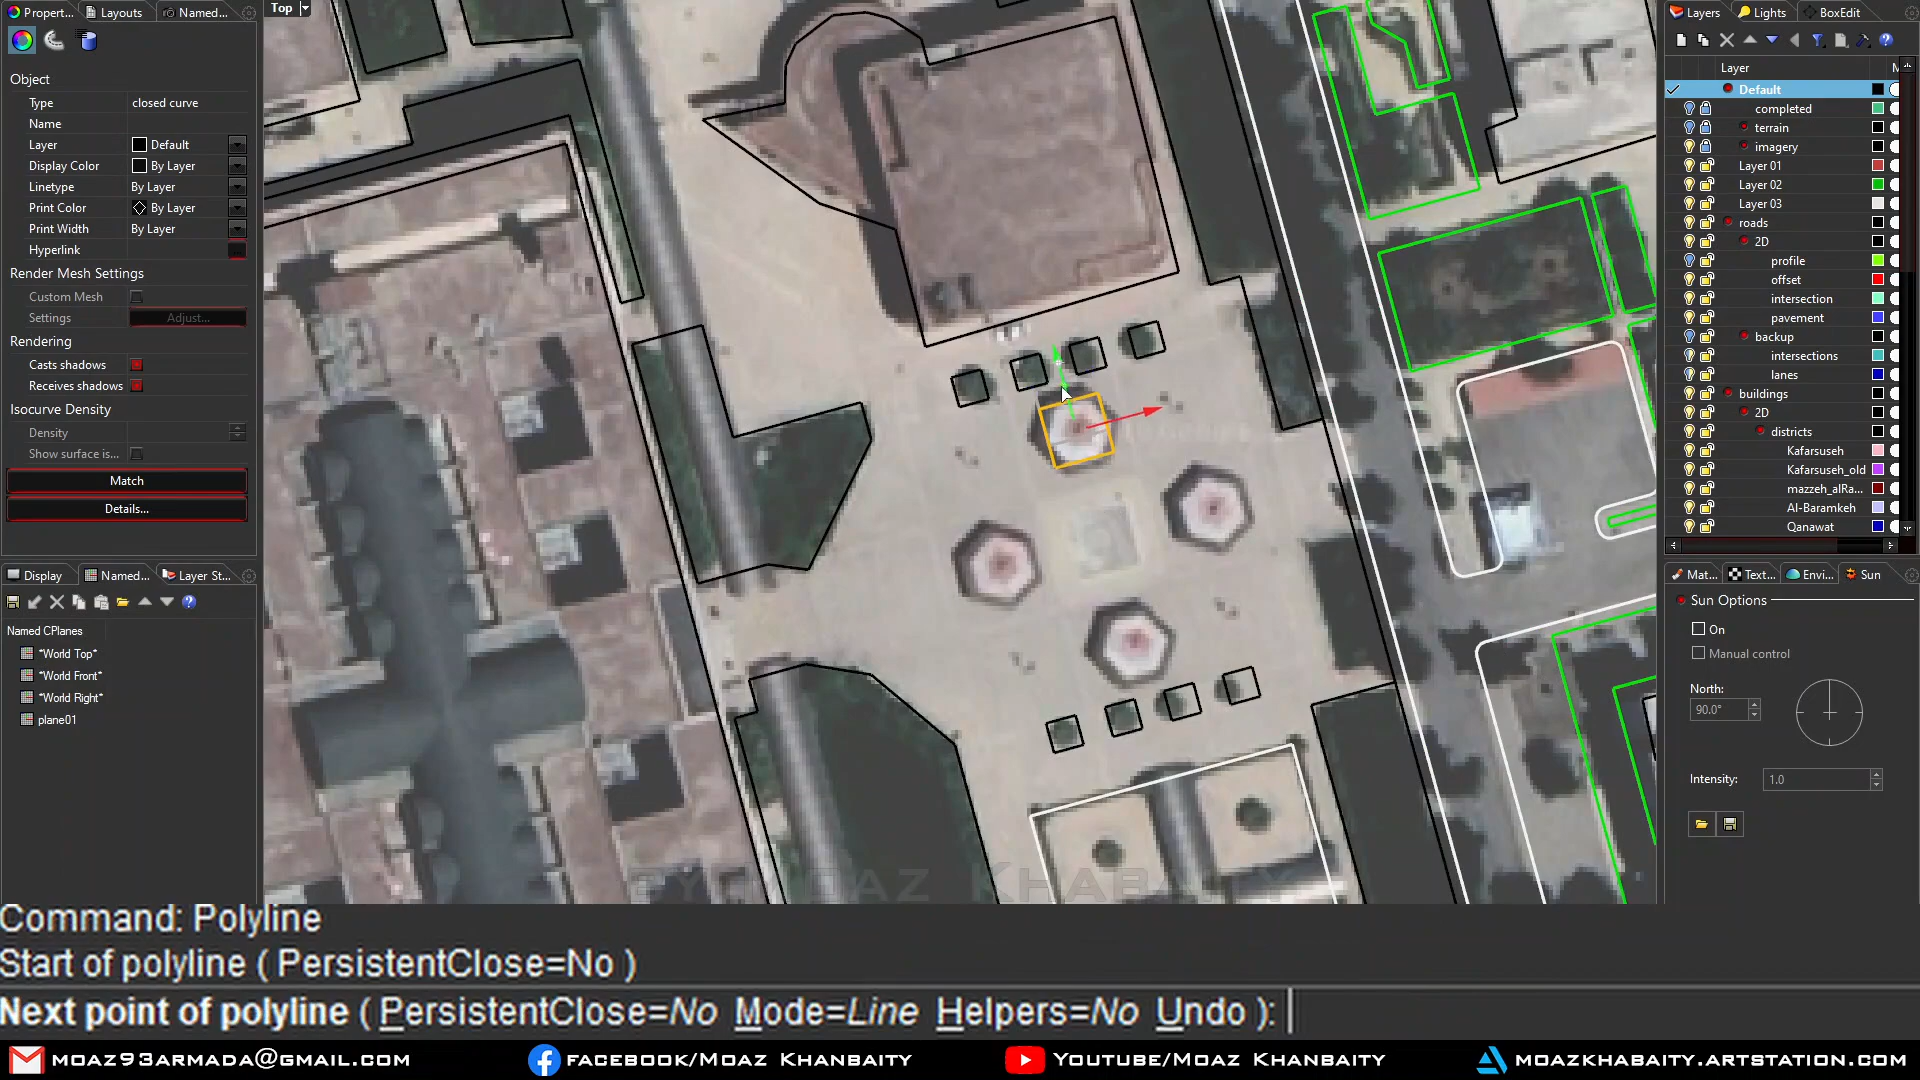 Propert...
Layouts
Named...
Object
Type
closed curve
Name
Layer
Default
Display Color
By Layer
Linetype
By Layer
Print Color
By Layer
Print Width
By Layer
Hyperlink
Render Mesh Settings
Custom Mesh
Settings
Adjust...
Rendering
Casts shadows
Receives shadows
Isocurve Density
Density
Show surface is...
Match
Details...
Display
Named...
Layer St...
Named CPlanes
*World Top*
*World Front*
*World Right*
plane01
Top
Layers
Lights
BoxEdit
Layer
M
Default
completed
terrain
imagery
Layer 01
Layer 02
Layer 03
roads
2D
profile
offset
intersection
pavement
backup
intersections
lanes
buildings
2D
districts
Kafarsuseh
Kafarsuseh_old
mazzeh_alRa...
Al-Baramkeh
Qanawat
Mat...
Text...
Envi...
Sun
Sun Options
On
Manual control
North:
90.0°
Intensity:
1.0
BY MOAZ KHABAITY
Command: Polyline
Start of polyline ( PersistentClose=No )
Next point of polyline ( PersistentClose=No Mode=Line Helpers=No Undo ):
MOAZ93ARMADA@GMAIL.COM
FACEBOOK/MOAZ KHANBAITY
YOUTUBE/MOAZ KHANBAITY
MOAZKHABAITY.ARTSTATION.COM